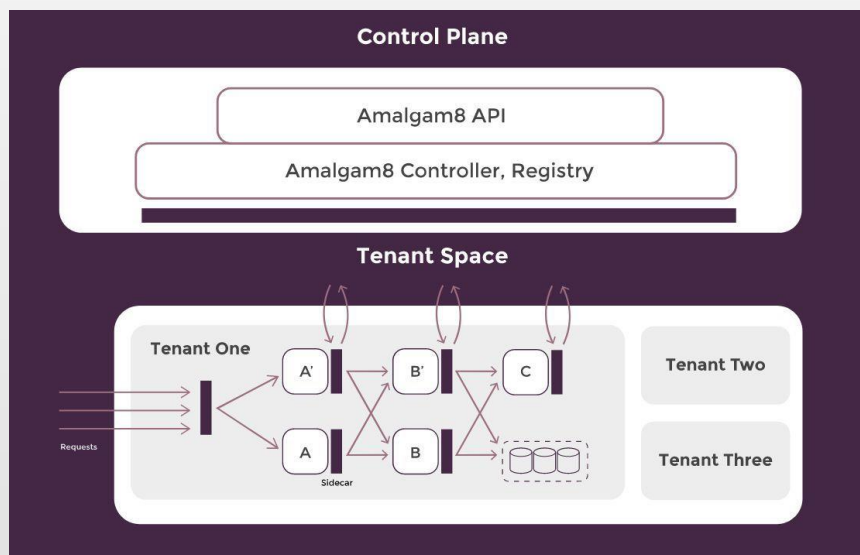 Control Plane
Amalgam8 API
Amalgam8 Controller, Registry
Tenant Space
Tenant One
A'
B'
C
Tenant Two
Requests
A
B
Sidecar
Tenant Three